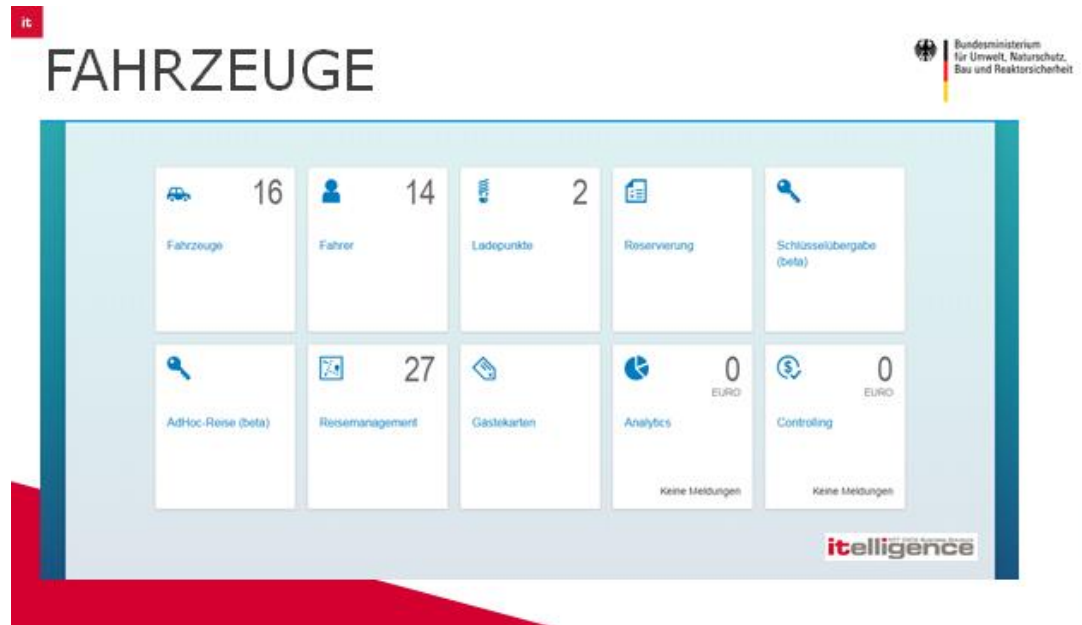 it
FAHRZEUGE
Bundesministerium
für Umwelt, Naturschutz,
Bau und Reaktorsicherheit
16
Fahrzeuge
14
Fahrer
2
Ladepunkte
Reservierung
Schlüsselübergabe
(beta)
AdHoc-Reise (beta)
27
Reisemanagement
Gästekarten
0
EURO
Analytics
Keine Meldungen
0
EURO
Controlling
Keine Meldungen
itelligence